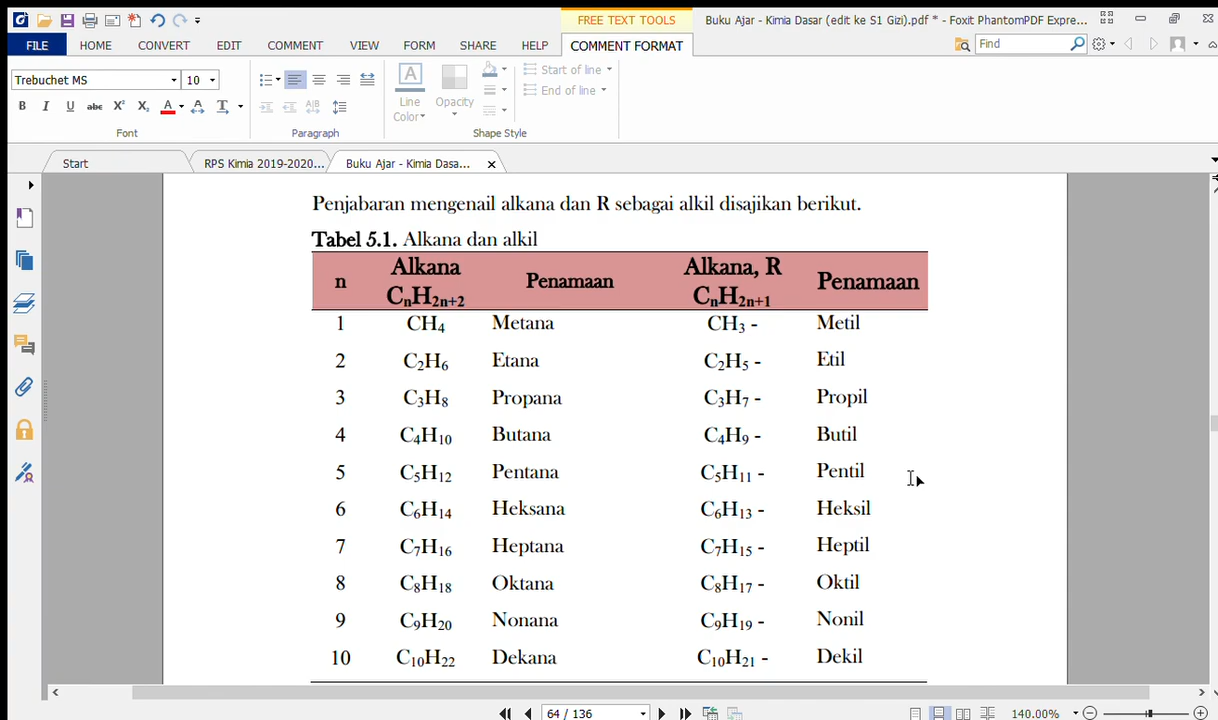 FREE TEXT TOOLS
Buku Ajar - Kimia Dasar (edit ke S1 Gizi).pdf * - Foxit PhantomPDF Expre...
FILE HOME CONVERT EDIT COMMENT VIEW FORM SHARE HELP COMMENT FORMAT
Find
Trebuchet MS 10
Start of line
End of line
B I U abc X² X₂ A A T
Line Color
Opacity
Font Paragraph Shape Style
Start RPS Kimia 2019-2020... Buku Ajar - Kimia Dasa...
Penjabaran mengenail alkana dan R sebagai alkil disajikan berikut.
Tabel 5.1. Alkana dan alkil
n Alkana CₙH₂ₙ₊₂ Penamaan Alkana, R CₙH₂ₙ₊₁ Penamaan
1 CH₄ Metana CH₃ - Metil
2 C₂H₆ Etana C₂H₅ - Etil
3 C₃H₈ Propana C₃H₇ - Propil
4 C₄H₁₀ Butana C₄H₉ - Butil
5 C₅H₁₂ Pentana C₅H₁₁ - Pentil
6 C₆H₁₄ Heksana C₆H₁₃ - Heksil
7 C₇H₁₆ Heptana C₇H₁₅ - Heptil
8 C₈H₁₈ Oktana C₈H₁₇ - Oktil
9 C₉H₂₀ Nonana C₉H₁₉ - Nonil
10 C₁₀H₂₂ Dekana C₁₀H₂₁ - Dekil
64 / 136 140.00%